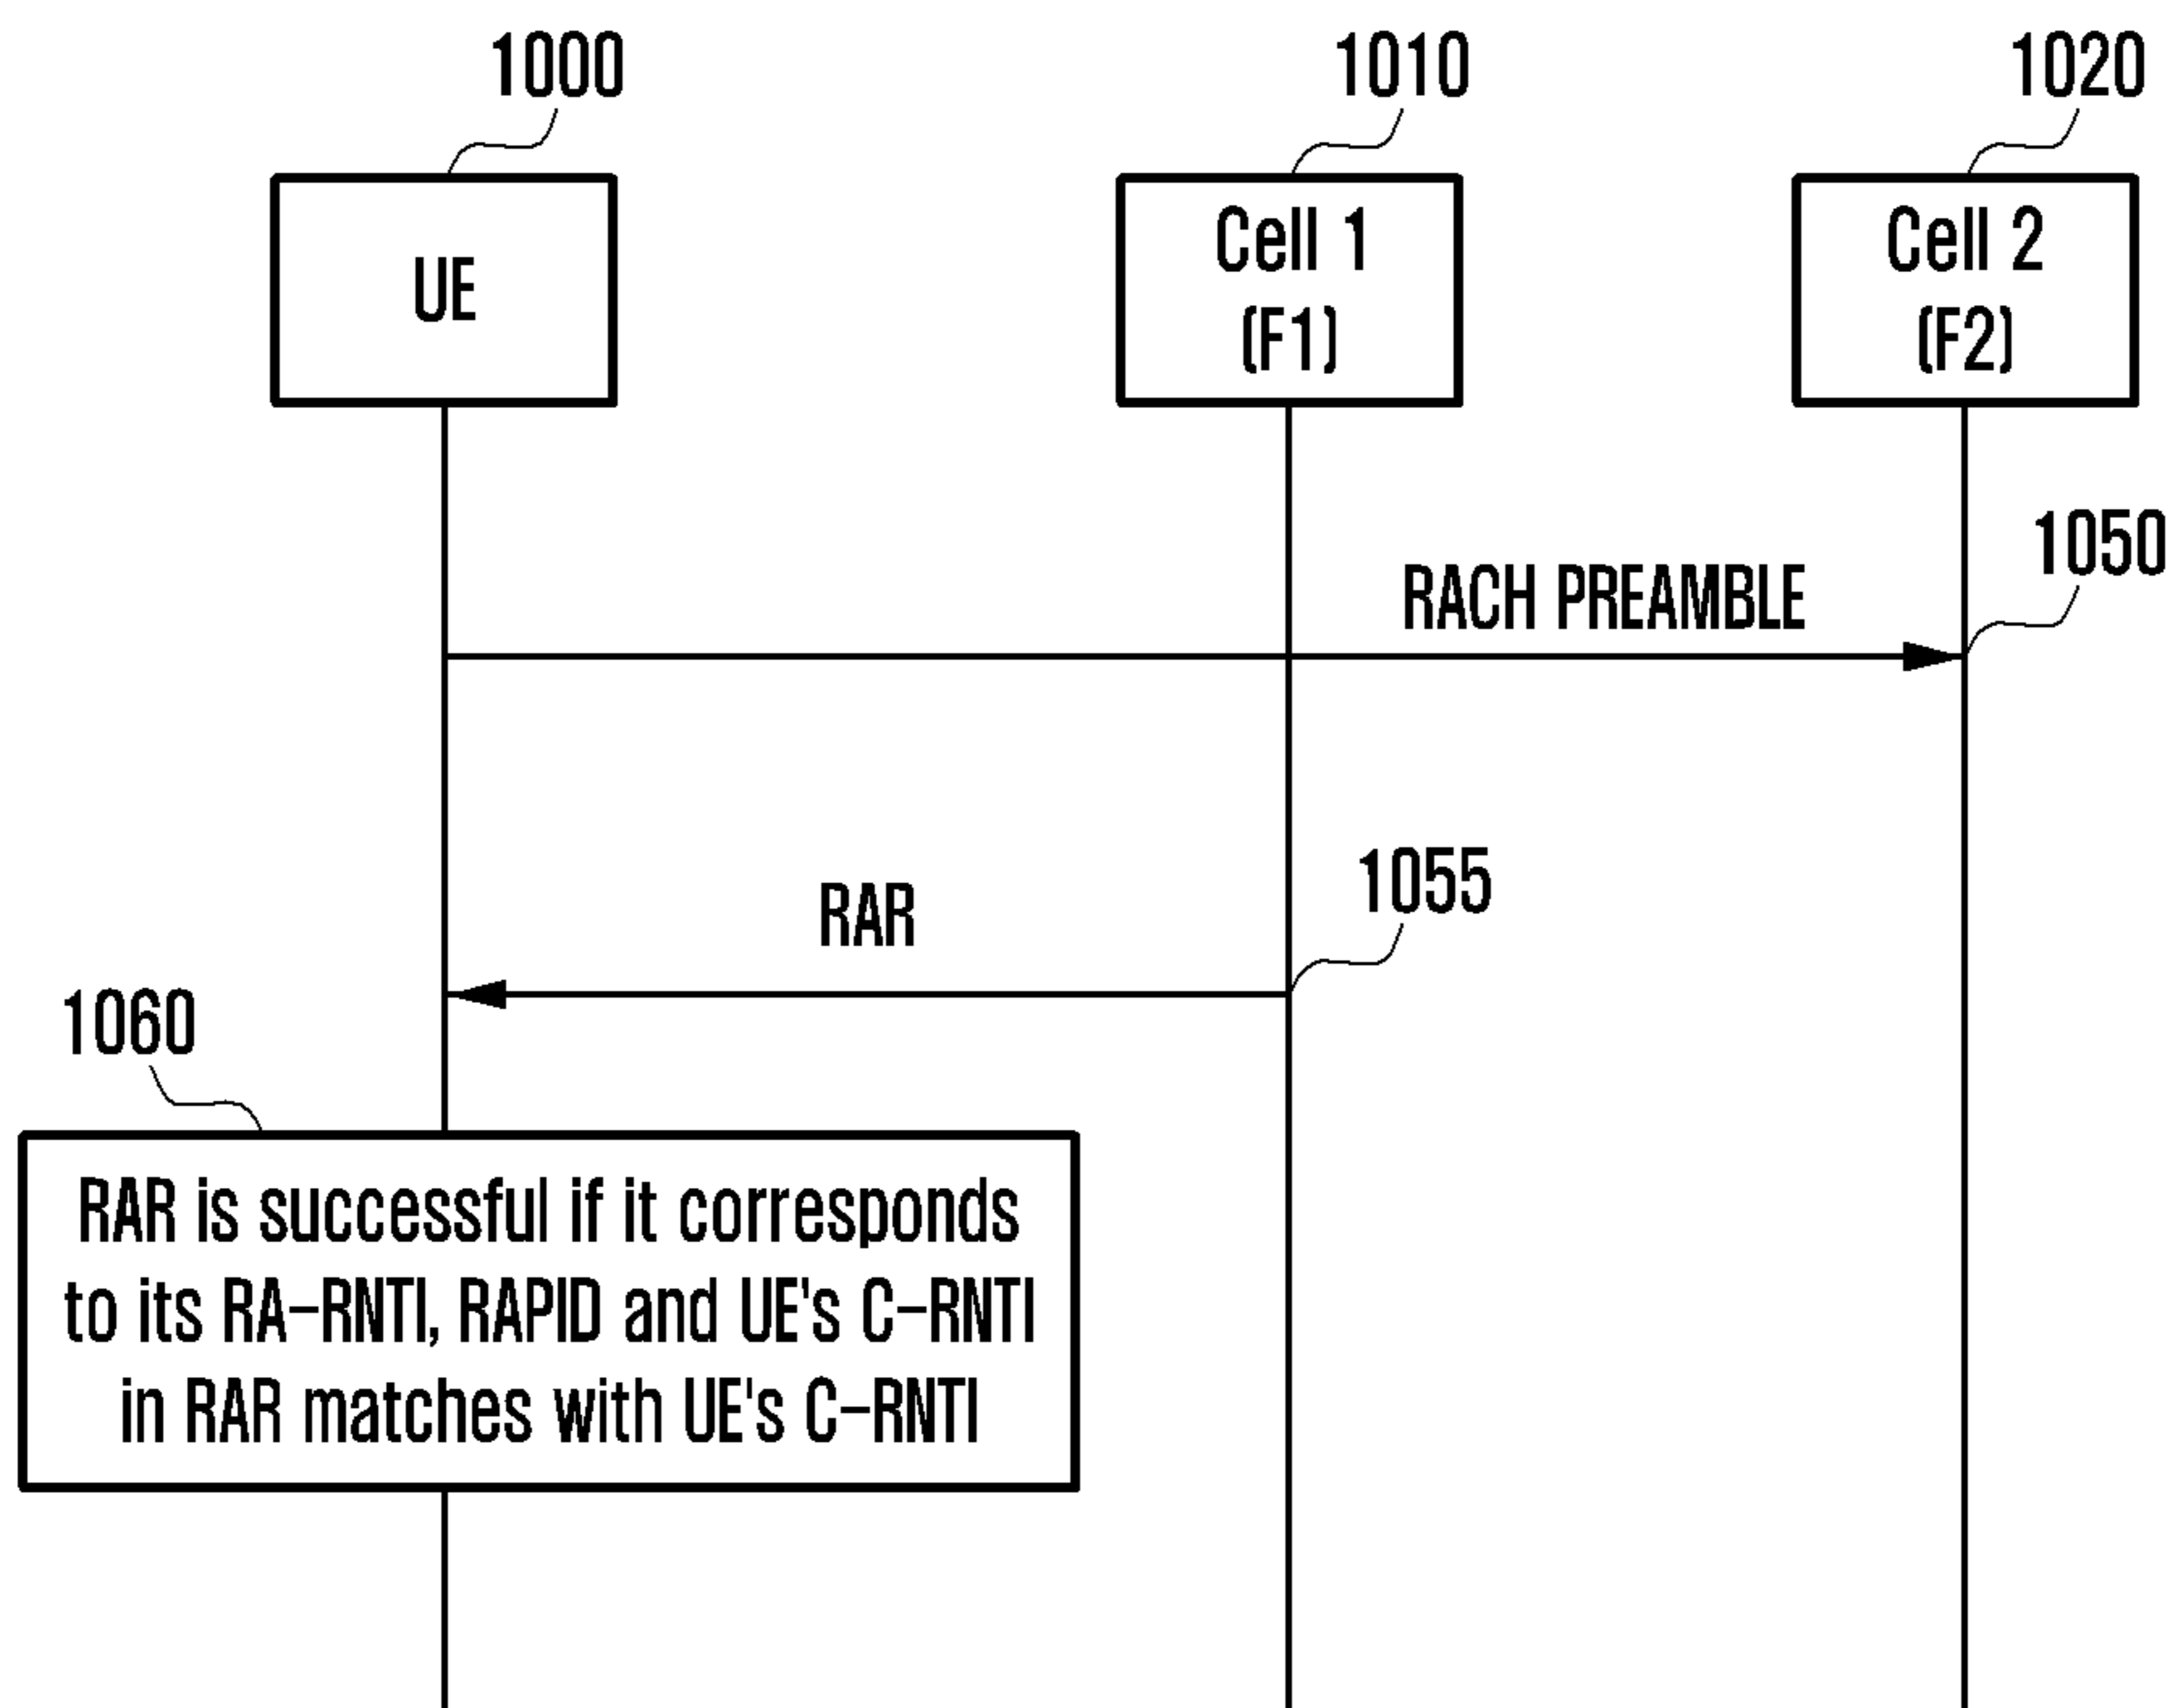 1000
1010
1020
UE
Cell 1
(F1)
Cell 2
(F2)
1050
RACH PREAMBLE
1055
RAR
1060
RAR is successful if it corresponds
to its RA-RNTI, RAPID and UE's C-RNTI
in RAR matches with UE's C-RNTI